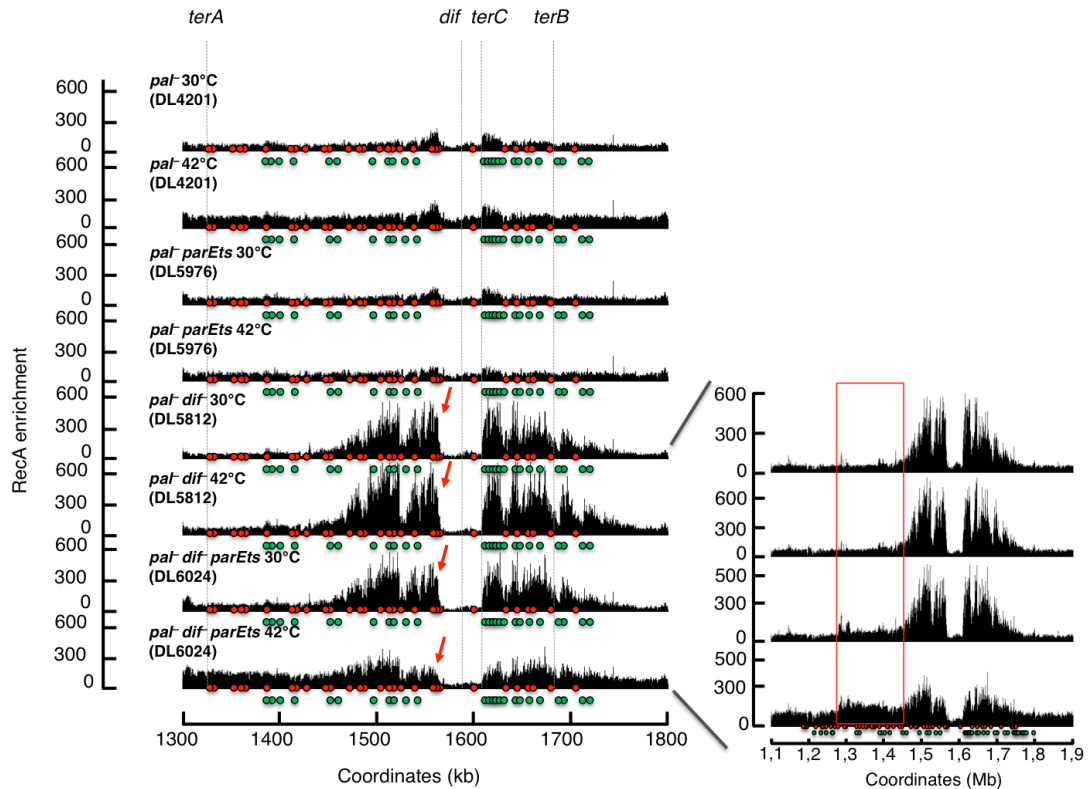 terA dif terC terB
pal- 30°C
(DL4201)
600
300
0
pal- 42°C
(DL4201)
600
300
0
pal- parEts 30°C
(DL5976)
600
300
0
pal- parEts 42°C
(DL5976)
600
300
0
pal- dif- 30°C
(DL5812)
600
300
0
pal- dif- 42°C
(DL5812)
600
300
0
pal- dif- parEts 30°C
(DL6024)
600
300
0
pal- dif- parEts 42°C
(DL6024)
600
300
0
RecA enrichment
1300 1400 1500 1600 1700 1800
Coordinates (kb)
600
300
0
600
300
0
500
300
0
500
300
0
1,1 1,2 1,3 1,4 1,5 1,6 1,7 1,8 1,9
Coordinates (Mb)